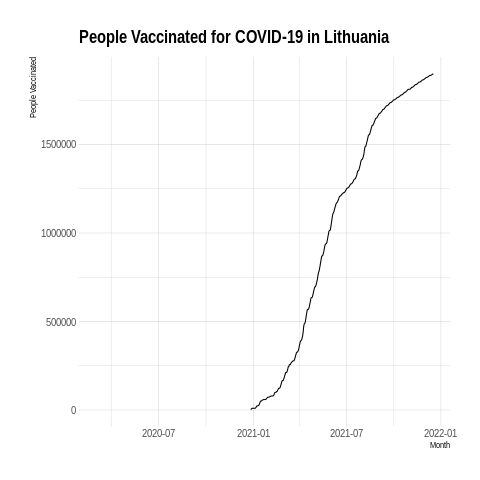 People Vaccinated for COVID-19 in Lithuania
People Vaccinated
1500000
1000000
500000
0
2020-07
2021-01
2021-07
2022-01
Month